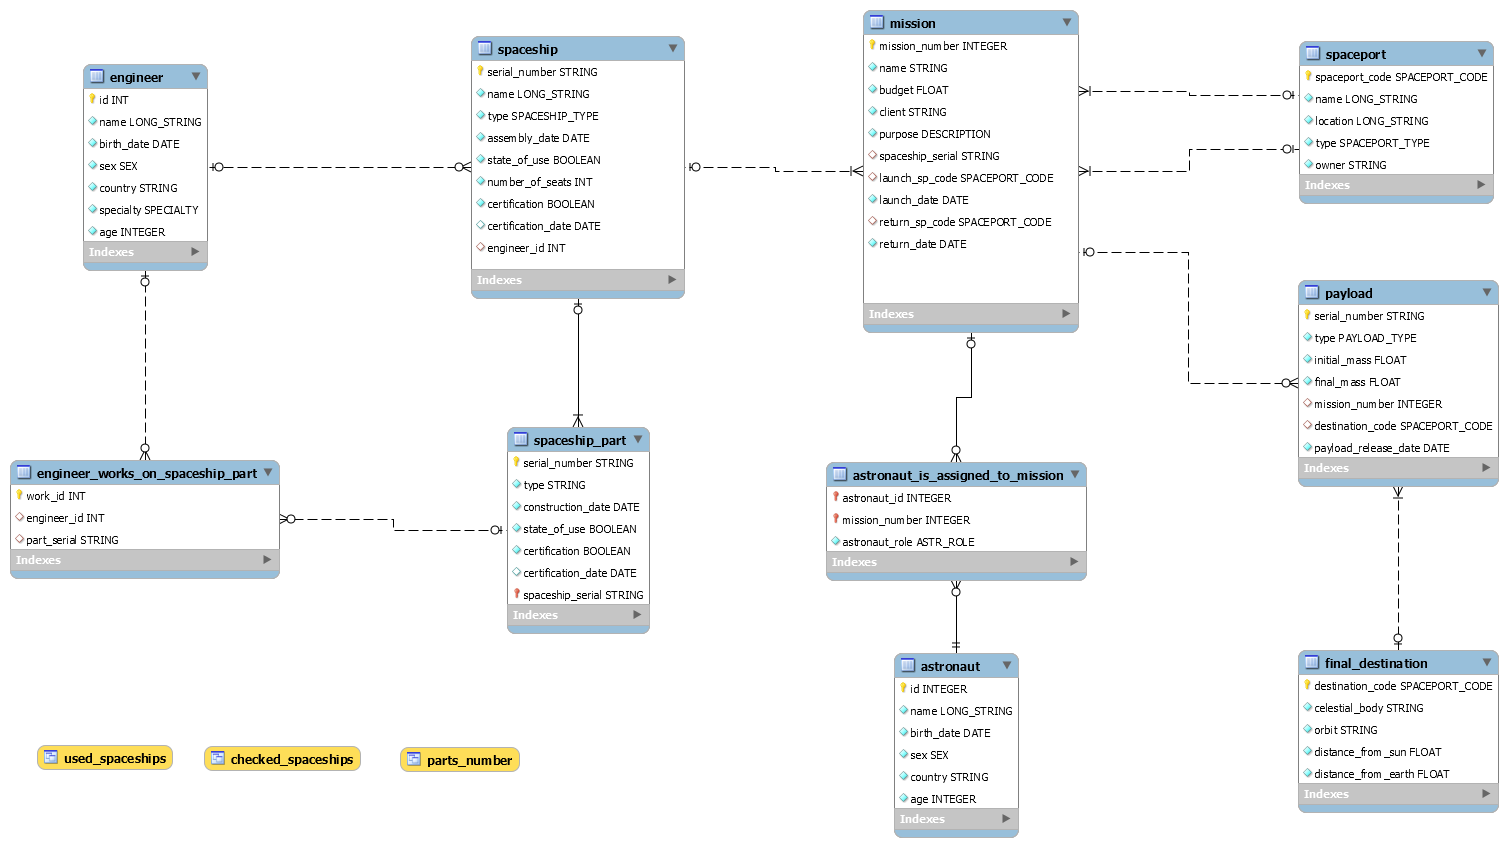 engineer
id INT
name LONG_STRING
birth_date DATE
sex SEX
country STRING
specialty SPECIALTY
age INTEGER
Indexes
spaceship
serial_number STRING
name LONG_STRING
type SPACESHIP_TYPE
assembly_date DATE
state_of_use BOOLEAN
number_of_seats INT
certification BOOLEAN
certification_date DATE
engineer_id INT
Indexes
mission
mission_number INTEGER
name STRING
budget FLOAT
client STRING
purpose DESCRIPTION
spaceship_serial STRING
launch_sp_code SPACEPORT_CODE
launch_date DATE
return_sp_code SPACEPORT_CODE
return_date DATE
Indexes
spaceport
spaceport_code SPACEPORT_CODE
name LONG_STRING
location LONG_STRING
type SPACEPORT_TYPE
owner STRING
Indexes
payload
serial_number STRING
type PAYLOAD_TYPE
initial_mass FLOAT
final_mass FLOAT
mission_number INTEGER
destination_code SPACEPORT_CODE
payload_release_date DATE
Indexes
engineer_works_on_spaceship_part
work_id INT
engineer_id INT
part_serial STRING
Indexes
spaceship_part
serial_number STRING
type STRING
construction_date DATE
state_of_use BOOLEAN
certification BOOLEAN
certification_date DATE
spaceship_serial STRING
Indexes
astronaut_is_assigned_to_mission
astronaut_id INTEGER
mission_number INTEGER
astronaut_role ASTR_ROLE
Indexes
astronaut
id INTEGER
name LONG_STRING
birth_date DATE
sex SEX
country STRING
age INTEGER
Indexes
final_destination
destination_code SPACEPORT_CODE
celestial_body STRING
orbit STRING
distance_from_sun FLOAT
distance_from_earth FLOAT
Indexes
used_spaceships
checked_spaceships
parts_number